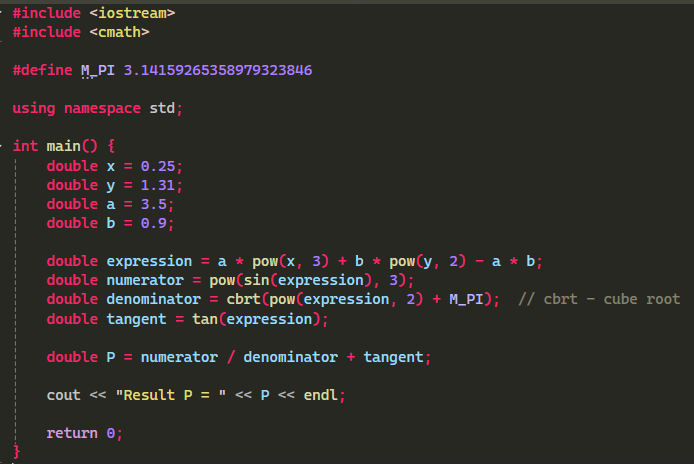 #include <iostream>
#include <cmath>
#define M_PI 3.14159265358979323846
using namespace std;
int main() {
double x = 0.25;
double y = 1.31;
double a = 3.5;
double b = 0.9;
double expression = a * pow(x, 3) + b * pow(y, 2) - a * b;
double numerator = pow(sin(expression), 3);
double denominator = cbrt(pow(expression, 2) + M_PI);  // cbrt - cube root
double tangent = tan(expression);
double P = numerator / denominator + tangent;
cout << "Result P = " << P << endl;
return 0;
}